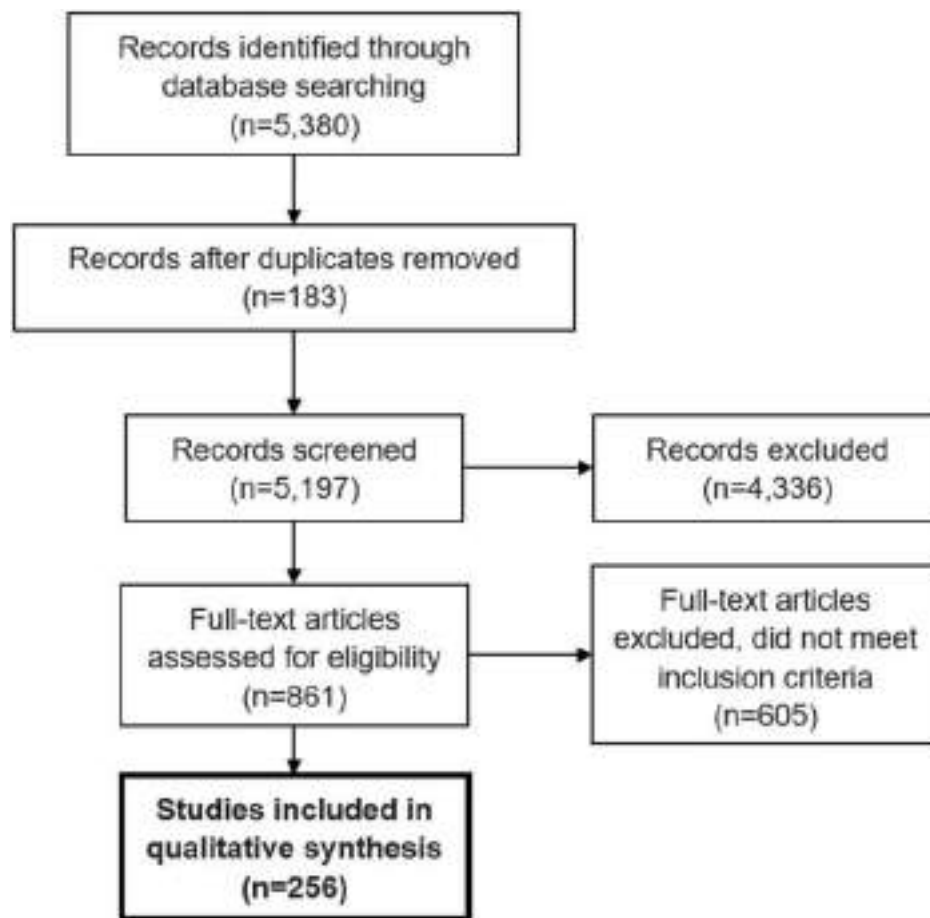 Records identified through
database searching
(n=5,380)
Records after duplicates removed
(n=183)
Records screened
(n=5,197)
Records excluded
(n=4,336)
Full-text articles
assessed for eligibility
(n=861)
Full-text articles
excluded, did not meet
inclusion criteria
(n=605)
Studies included in
qualitative synthesis
(n=256)